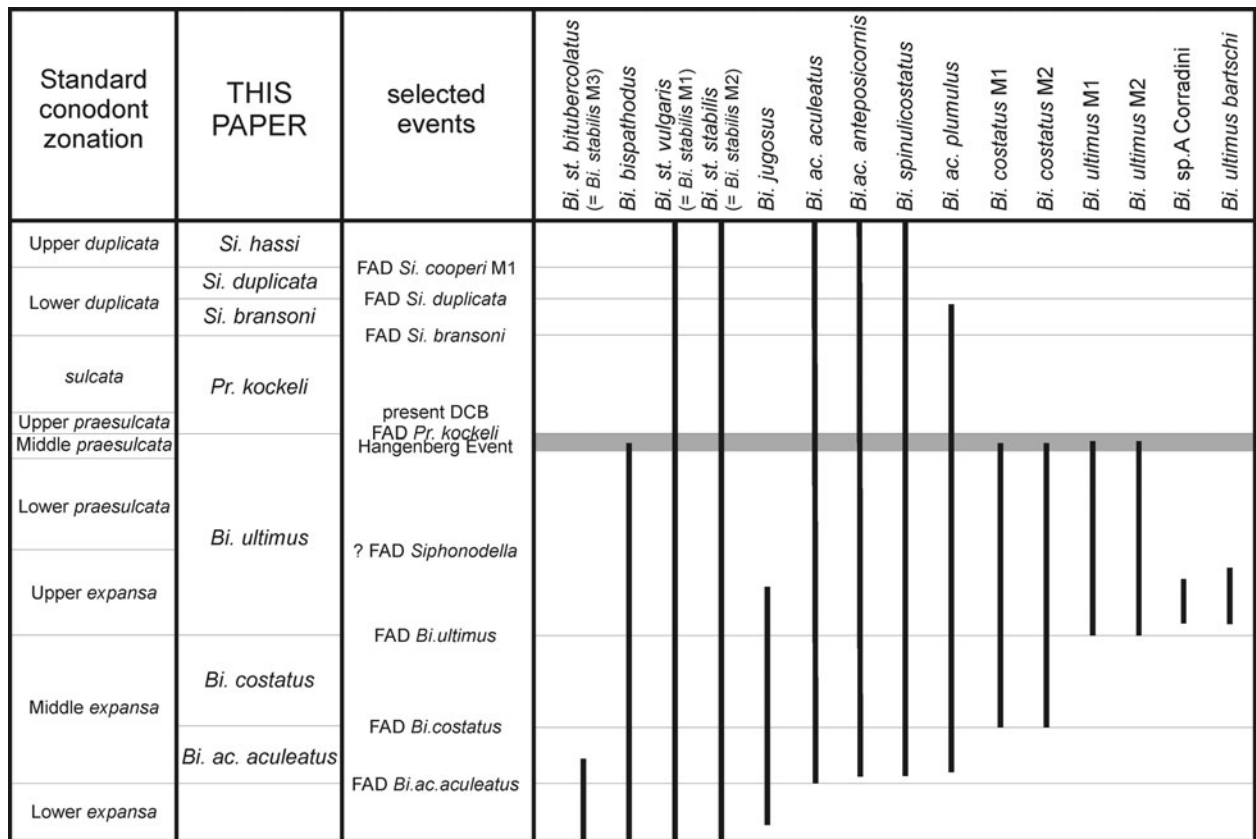 Standard
conodont
zonation
THIS
PAPER
selected
events
Bi. st. bitubercolatus
(= Bi. stabilis M3)
Bi. bispathodus
Bi. st. vulgaris
(= Bi. stabilis M1)
Bi. st. stabilis
(= Bi. stabilis M2)
Bi. jugosus
Bi. ac. aculeatus
Bi.ac. anteposicornis
Bi. spinulicostatus
Bi. ac. plumulus
Bi. costatus M1
Bi. costatus M2
Bi. ultimus M1
Bi. ultimus M2
Bi. sp.A Corradini
Bi. ultimus bartschi
Upper duplicata
Lower duplicata
sulcata
Upper praesulcata
Middle praesulcata
Lower praesulcata
Upper expansa
Middle expansa
Lower expansa
Si. hassi
Si. duplicata
Si. bransoni
Pr. kockeli
Bi. ultimus
Bi. costatus
Bi. ac. aculeatus
FAD Si. cooperi M1
FAD Si. duplicata
FAD Si. bransoni
present DCB
FAD Pr. kockeli
Hangenberg Event
? FAD Siphonodella
FAD Bi.ultimus
FAD Bi.costatus
FAD Bi.ac.aculeatus